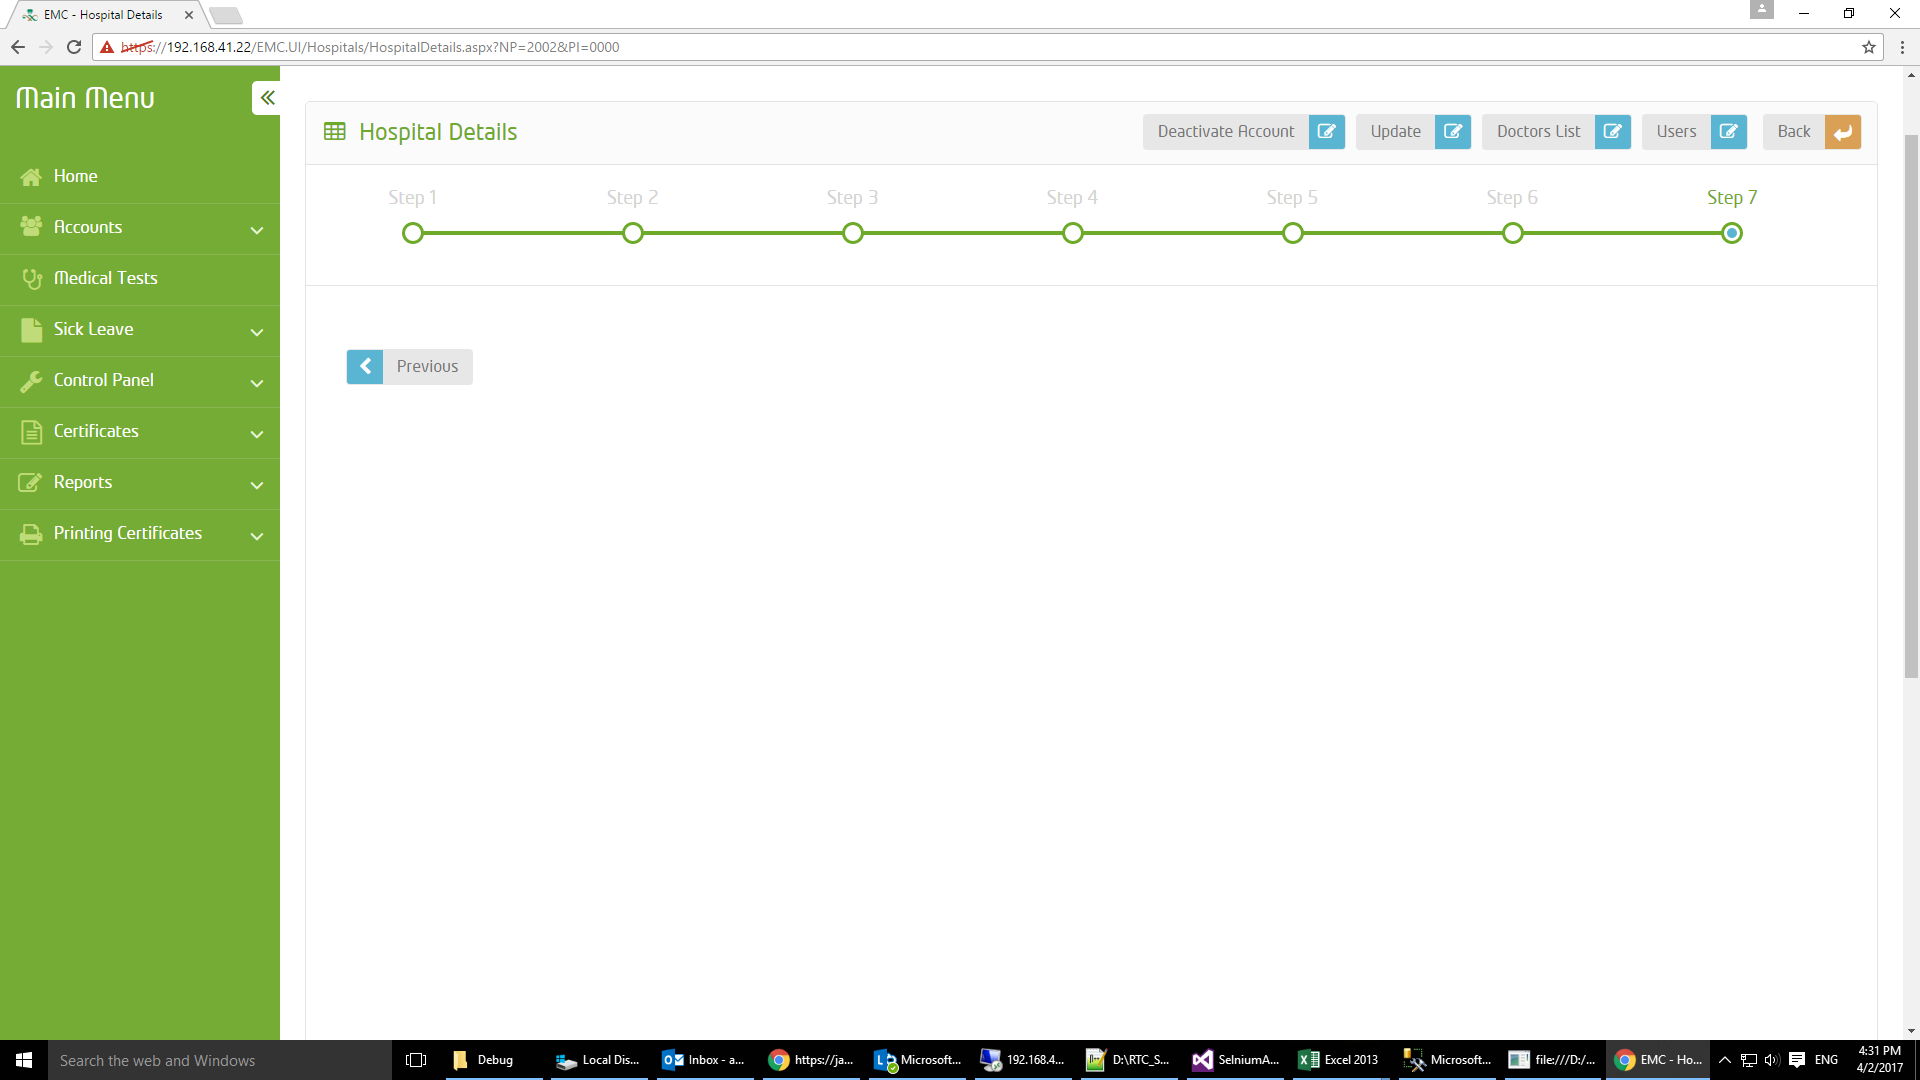 EMC - Hospital Details
https://192.168.41.22/EMC.UI/Hospitals/HospitalDetails.aspx?NP=2002&PI=0000
Main Menu
Home
Accounts
Medical Tests
Sick Leave
Control Panel
Certificates
Reports
Printing Certificates
Hospital Details
Deactivate Account
Update
Doctors List
Users
Back
Step 1
Step 2
Step 3
Step 4
Step 5
Step 6
Step 7
Previous
Search the web and Windows
Debug
Local Dis...
Inbox - a...
https://ja...
Microsoft...
192.168.4...
D:\RTC_S...
SelniumA...
Excel 2013
Microsoft...
file:///D:/...
EMC - Ho...
ENG
4:31 PM
4/2/2017